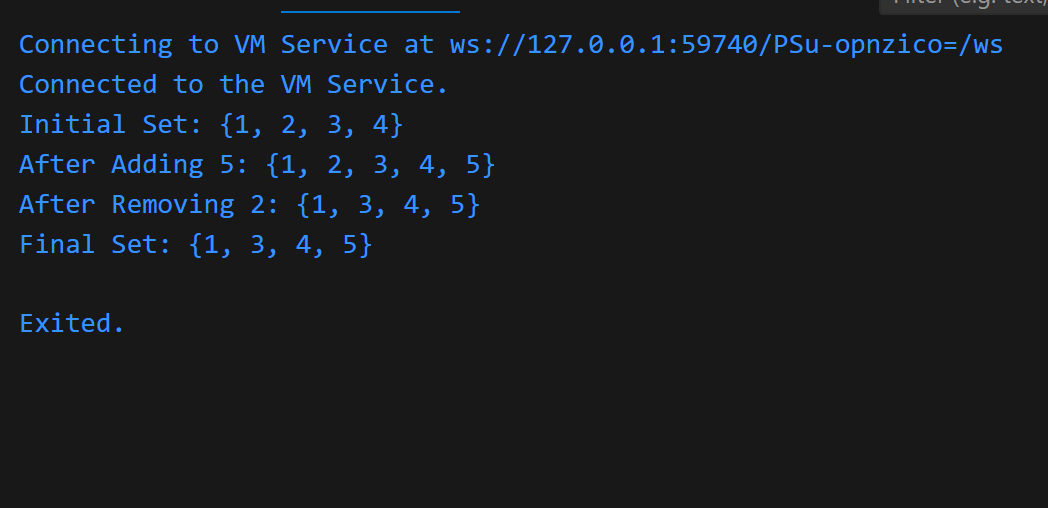 Connecting to VM Service at ws://127.0.0.1:59740/PSu-opnzico=/ws
Connected to the VM Service.
Initial Set: {1, 2, 3, 4}
After Adding 5: {1, 2, 3, 4, 5}
After Removing 2: {1, 3, 4, 5}
Final Set: {1, 3, 4, 5}
Exited.